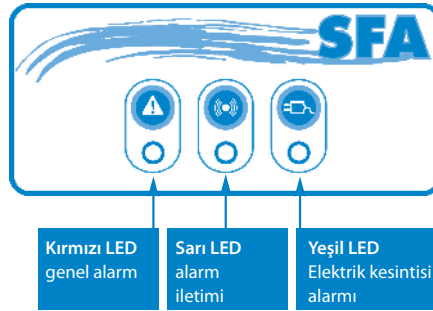 SFA
Kırmızı LED
genel alarm
Sarı LED
alarm
iletimi
Yeşil LED
Elektrik kesintisi
alarmı